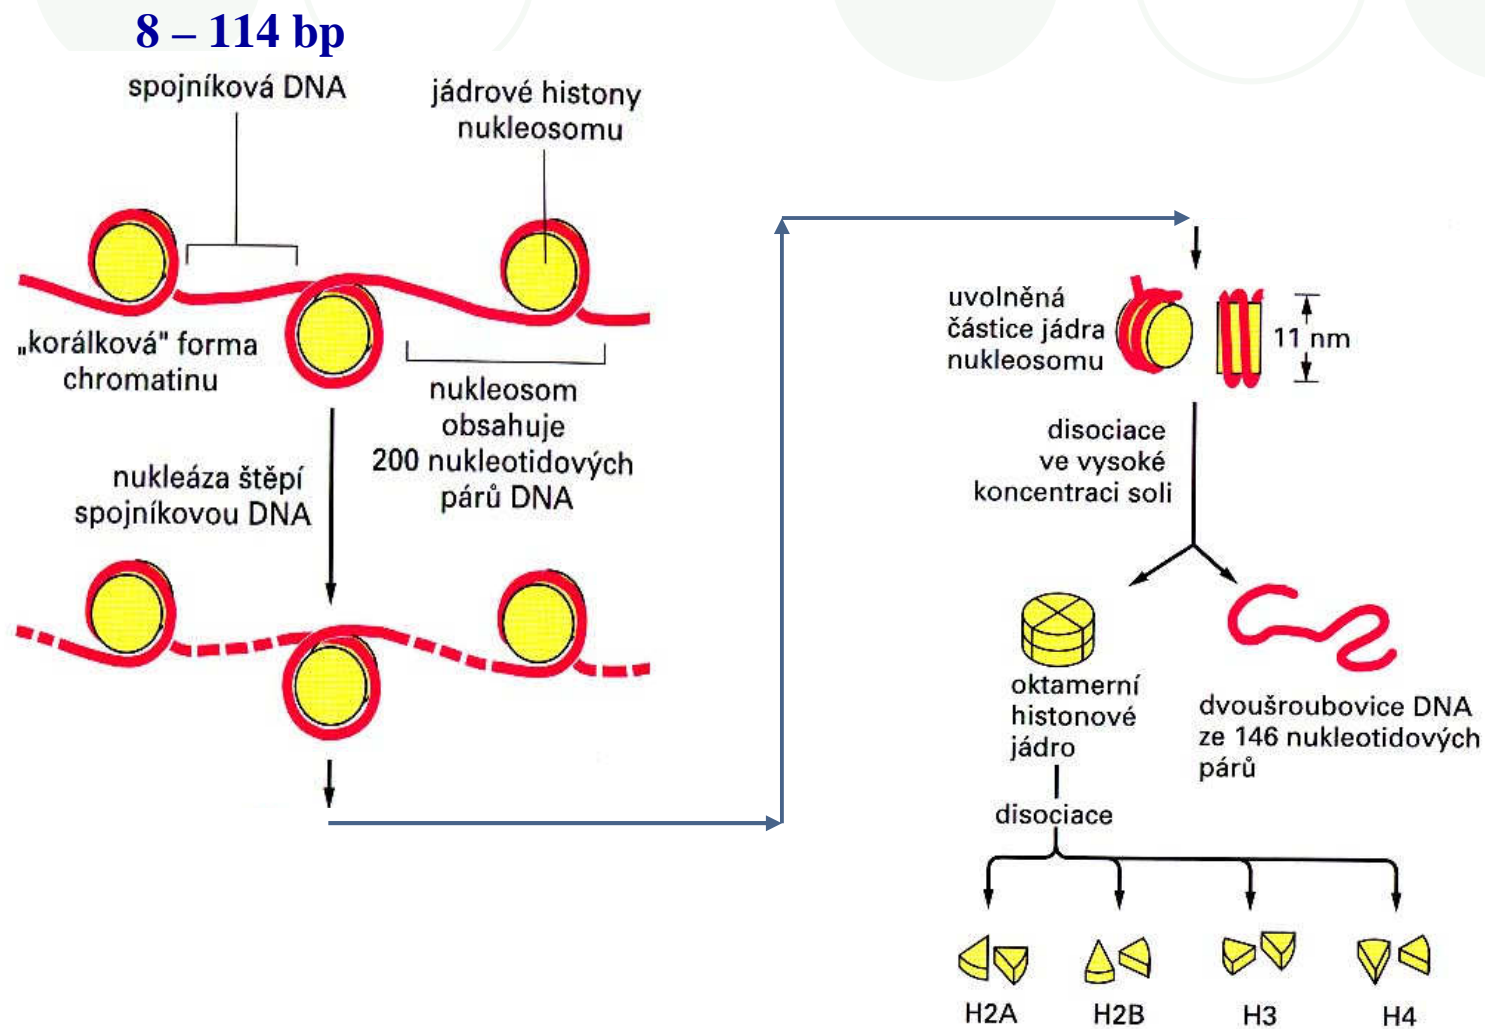 8 – 114 bp
spojníková DNA
jádrové histony
nukleosomu
„korálková" forma
chromatinu
nukleosom
obsahuje
200 nukleotidových
párů DNA
nukleáza štěpí
spojníkovou DNA
uvolněná
částice jádra
nukleosomu
11 nm
disociace
ve vysoké
koncentraci soli
oktamerní
histonové
jádro
dvoušroubovice DNA
ze 146 nukleotidových
párů
disociace
H2A
H2B
H3
H4